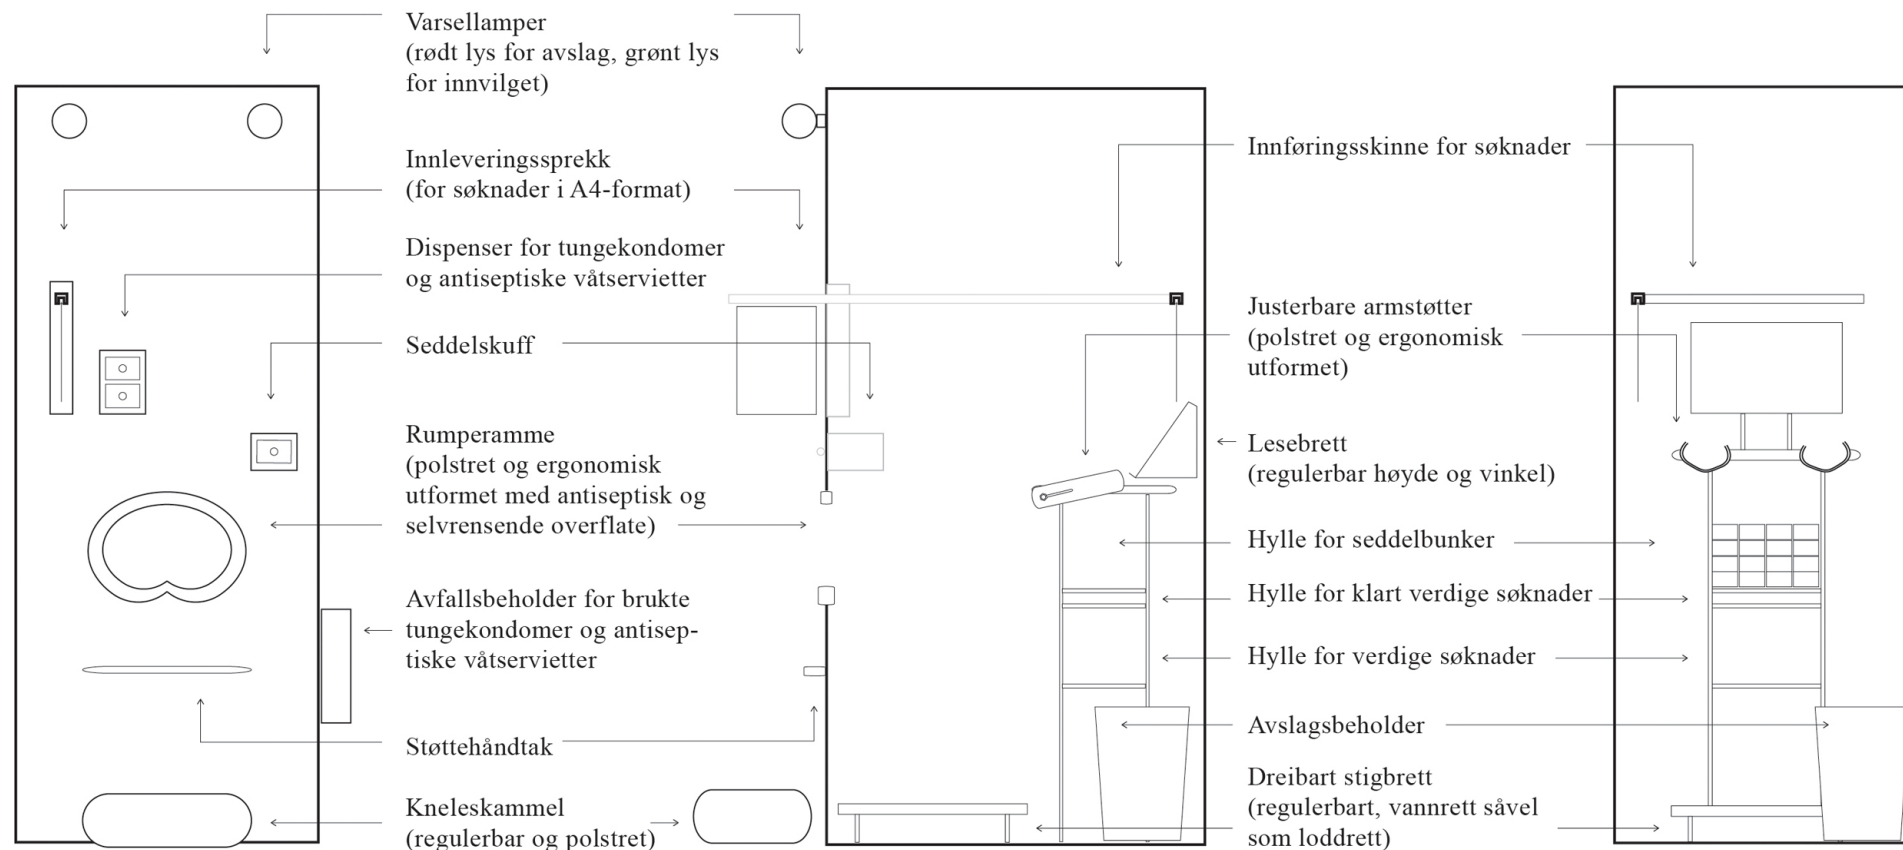 Varsellamper
(rødt lys for avslag, grønt lys
for innvilget)
Innleveringssprekk
(for søknader i A4-format)
Dispenser for tungekondomer
og antiseptiske våtservietter
Seddelskuff
Rumperamme
(polstret og ergonomisk
utformet med antiseptisk og
selvrensende overflate)
Avfallsbeholder for brukte
tungekondomer og antisep-
tiske våtservietter
Støttehåndtak
Kneleskammel
(regulerbar og polstret)
Innføringsskinne for søknader
Justerbare armstøtter
(polstret og ergonomisk
utformet)
Lesebrett
(regulerbar høyde og vinkel)
Hylle for seddelbunker
Hylle for klart verdige søknader
Hylle for verdige søknader
Avslagsbeholder
Dreibart stigbrett
(regulerbart, vannrett såvel
som loddrett)